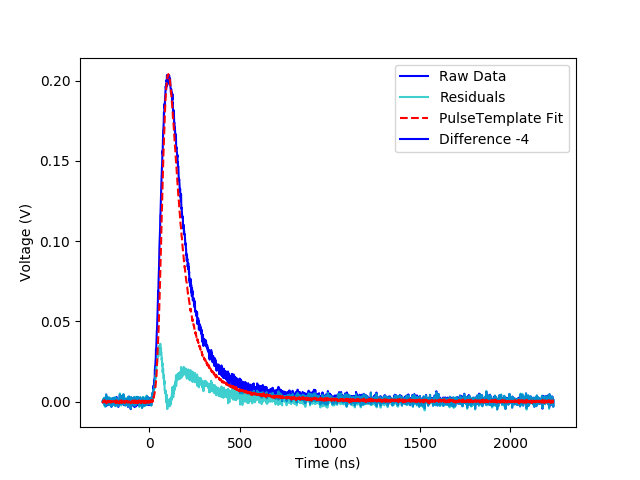 Raw Data
Residuals
PulseTemplate Fit
Difference -4
0.20
0.15
0.10
0.05
0.00
Voltage (V)
0
500
1000
1500
2000
Time (ns)